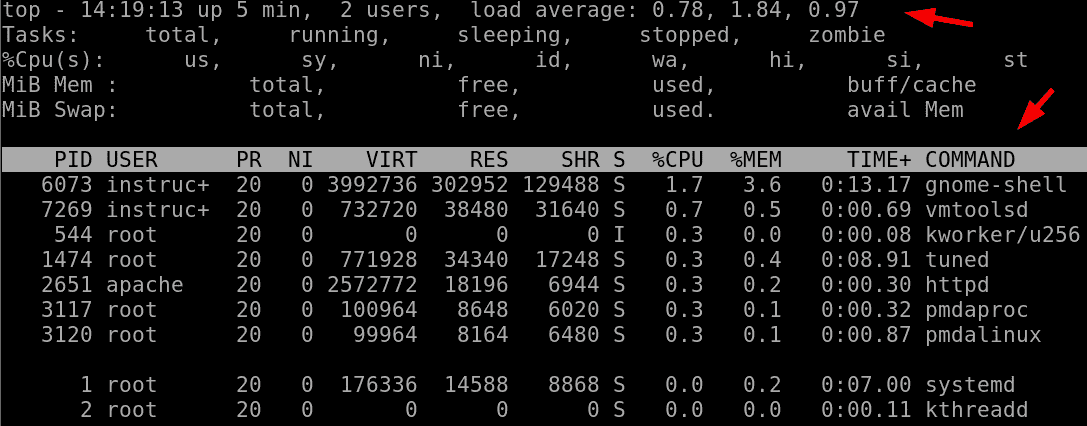 top - 14:19:13 up 5 min,  2 users,  load average: 0.78, 1.84, 0.97
Tasks:     total,     running,     sleeping,     stopped,     zombie
%Cpu(s):      us,      sy,      ni,      id,      wa,      hi,      si,      st
MiB Mem :          total,          free,          used,          buff/cache
MiB Swap:          total,          free,          used.          avail Mem
PID USER      PR  NI    VIRT    RES    SHR S  %CPU  %MEM     TIME+ COMMAND
6073 instruc+  20   0 3992736 302952 129488 S   1.7   3.6   0:13.17 gnome-shell
7269 instruc+  20   0  732720  38480  31640 S   0.7   0.5   0:00.69 vmtoolsd
544 root      20   0       0      0      0 I   0.3   0.0   0:00.08 kworker/u256
1474 root      20   0  771928  34340  17248 S   0.3   0.4   0:08.91 tuned
2651 apache    20   0 2572772  18196   6944 S   0.3   0.2   0:00.30 httpd
3117 root      20   0  100964   8648   6020 S   0.3   0.1   0:00.32 pmdaproc
3120 root      20   0   99964   8164   6480 S   0.3   0.1   0:00.87 pmdalinux
1 root      20   0  176336  14588   8868 S   0.0   0.2   0:07.00 systemd
2 root      20   0       0      0      0 S   0.0   0.0   0:00.11 kthreadd